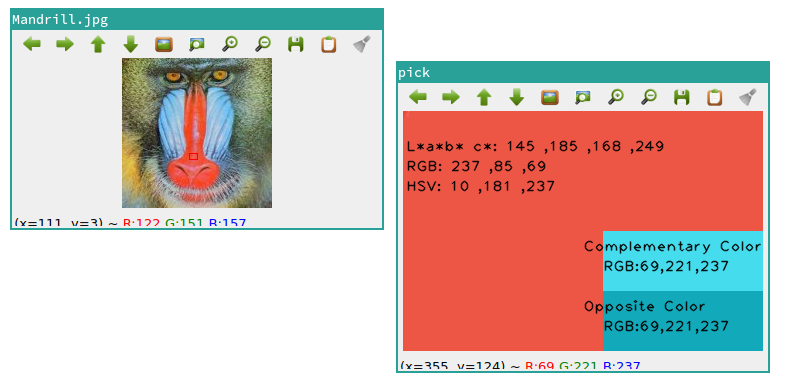 Mandrill.jpg
(x=111, y=3) ~ R:122 G:151 B:157
pick
L*a*b* c*: 145 ,185 ,168 ,249
RGB: 237 ,85 ,69
HSV: 10 ,181 ,237
Complementary Color
RGB:69,221,237
Opposite Color
RGB:69,221,237
(x=355, y=124) ~ R:69 G:221 B:237